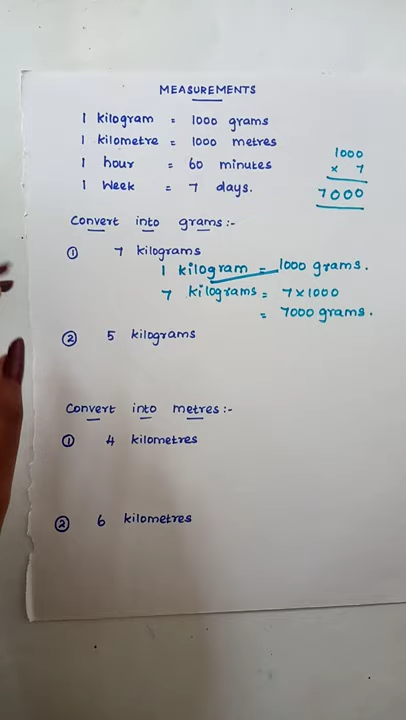 MEASUREMENTS
1 kilogram = 1000 grams
1 kilometre = 1000 metres
1 hour = 60 minutes
1 Week = 7 days.
1000
× 7
7000
Convert into grams:-
① 7 kilograms
1 kilogram = 1000 grams.
7 kilograms = 7×1000
= 7000 grams.
② 5 kilograms
Convert into metres:-
① 4 kilometres
② 6 kilometres